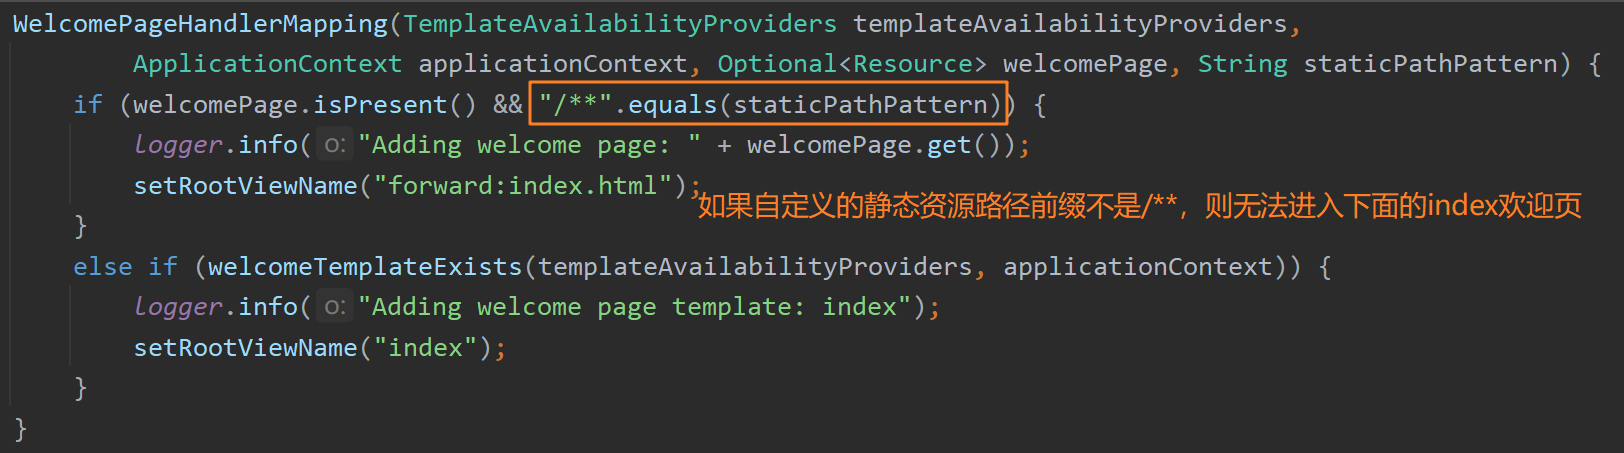 WelcomePageHandlerMapping(TemplateAvailabilityProviders templateAvailabilityProviders,
ApplicationContext applicationContext, Optional<Resource> welcomePage, String staticPathPattern) {
if (welcomePage.isPresent() && "/**".equals(staticPathPattern)) {
logger.info( o: "Adding welcome page: " + welcomePage.get());
setRootViewName("forward:index.html");
如果自定义的静态资源路径前缀不是/**，则无法进入下面的index欢迎页
}
else if (welcomeTemplateExists(templateAvailabilityProviders, applicationContext)) {
logger.info( o: "Adding welcome page template: index");
setRootViewName("index");
}
}